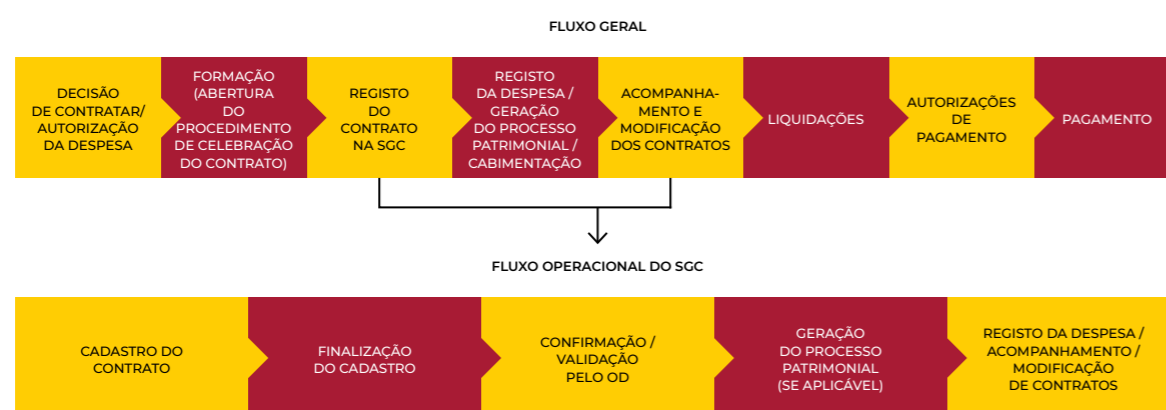 FLUXO GERAL
DECISÃO
DE CONTRATAR/
AUTORIZAÇÃO
DA DESPESA
FORMAÇÃO
(ABERTURA
DO
PROCEDIMENTO
DE CELEBRAÇÃO
DO CONTRATO)
REGISTO
DO
CONTRATO
NA SGC
REGISTO
DA DESPESA /
GERAÇÃO
DO PROCESSO
PATRIMONIAL /
CABIMENTAÇÃO
ACOMPANHA-
MENTO E
MODIFICAÇÃO
DOS CONTRATOS
LIQUIDAÇÕES
AUTORIZAÇÕES
DE
PAGAMENTO
PAGAMENTO
FLUXO OPERACIONAL DO SGC
CADASTRO DO
CONTRATO
FINALIZAÇÃO
DO CADASTRO
CONFIRMAÇÃO /
VALIDAÇÃO
PELO OD
GERAÇÃO
DO PROCESSO
PATRIMONIAL
(SE APLICÁVEL)
REGISTO DA DESPESA /
ACOMPANHAMENTO /
MODIFICAÇÃO
DE CONTRATOS